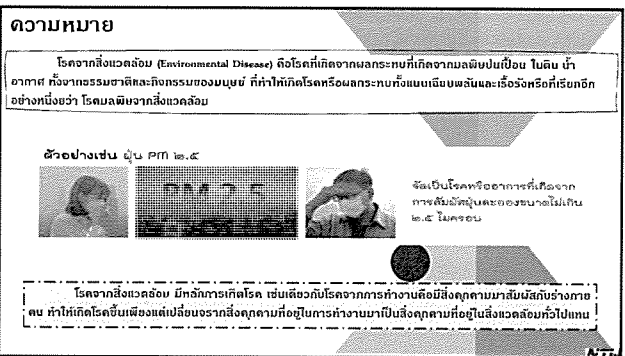 ความหมาย
โรคจากสิ่งแวดล้อม (Environmental Disease) คือโรคที่เกิดจากผลกระทบที่เกิดจากมลพิษปนเปื้อน ในดิน น้ำ
อากาศ ทั้งจากธรรมชาติและกิจกรรมของมนุษย์ ที่ทำให้เกิดโรคหรือผลกระทบทั้งแบบเฉียบพลันและเรื้อรังหรือที่เรียกอีก
อย่างหนึ่งว่า โรคมลพิษจากสิ่งแวดล้อม
ตัวอย่างเช่น ฝุ่น PM ๒.๕
PM 2.5
จัดเป็นโรคหรืออาการที่เกิดจาก
การสัมผัสฝุ่นละอองขนาดไม่เกิน
๒.๕ ไมครอน
โรคจากสิ่งแวดล้อม มีหลักการเกิดโรค เช่นเดียวกับโรคจากการทำงานคือมีสิ่งคุกคามมาสัมผัสกับร่างกาย
คน ทำให้เกิดโรคขึ้นเพียงแต่เปลี่ยนจากสิ่งคุกคามที่อยู่ในการทำงานมาเป็นสิ่งคุกคามที่อยู่ในสิ่งแวดล้อมทั่วไปแทน